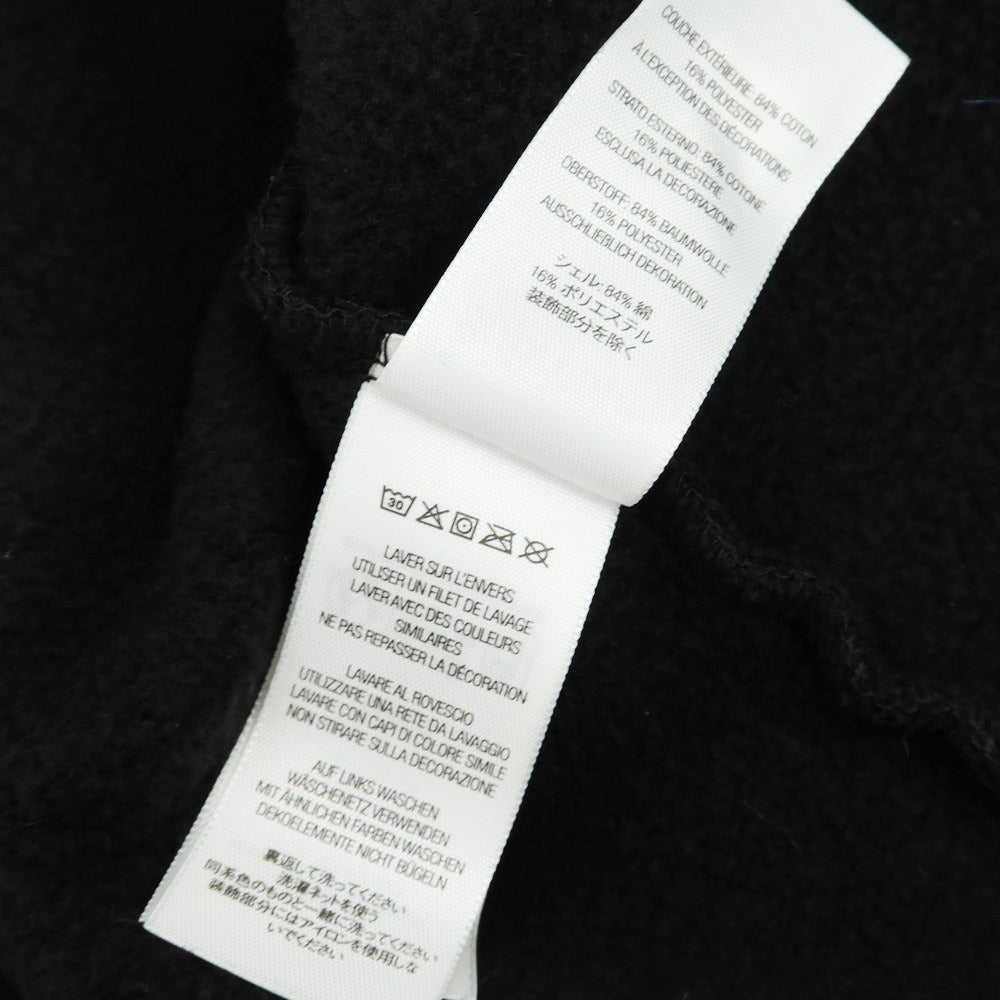 COUCHE EXTÉRIEURE: 84% COTON
16% POLYESTER
À L'EXCEPTION DES DÉCORATIONS
STRATO ESTERNO: 84% COTONE
16% POLIESTERE
ESCLUSA LA DECORAZIONE
OBERSTOFF: 84% BAUMWOLLE
16% POLYESTER
AUSSCHLIEBLICH DEKORATION
シェル: 84% 綿
16% ポリエステル
装飾部分を除く
30
LAVER SUR L'ENVERS
UTILISER UN FILET DE LAVAGE
LAVER AVEC DES COULEURS
SIMILAIRES
NE PAS REPASSER LA DÉCORATION
LAVARE AL ROVESCIO
UTILIZZARE UNA RETE DA LAVAGGIO
LAVARE CON CAPI DI COLORE SIMILE
NON STIRARE SULLA DECORAZIONE
AUF LINKS WASCHEN
WÄSCHENETZ VERWENDEN
MIT ÄHNLICHEN FARBEN WASCHEN
DEKOELEMENTE NICHT BÜGELN
裏返して洗ってください
洗濯ネットを使う
同系色のものと一緒に洗ってください
装飾部分にはアイロンを使用しな
いでください